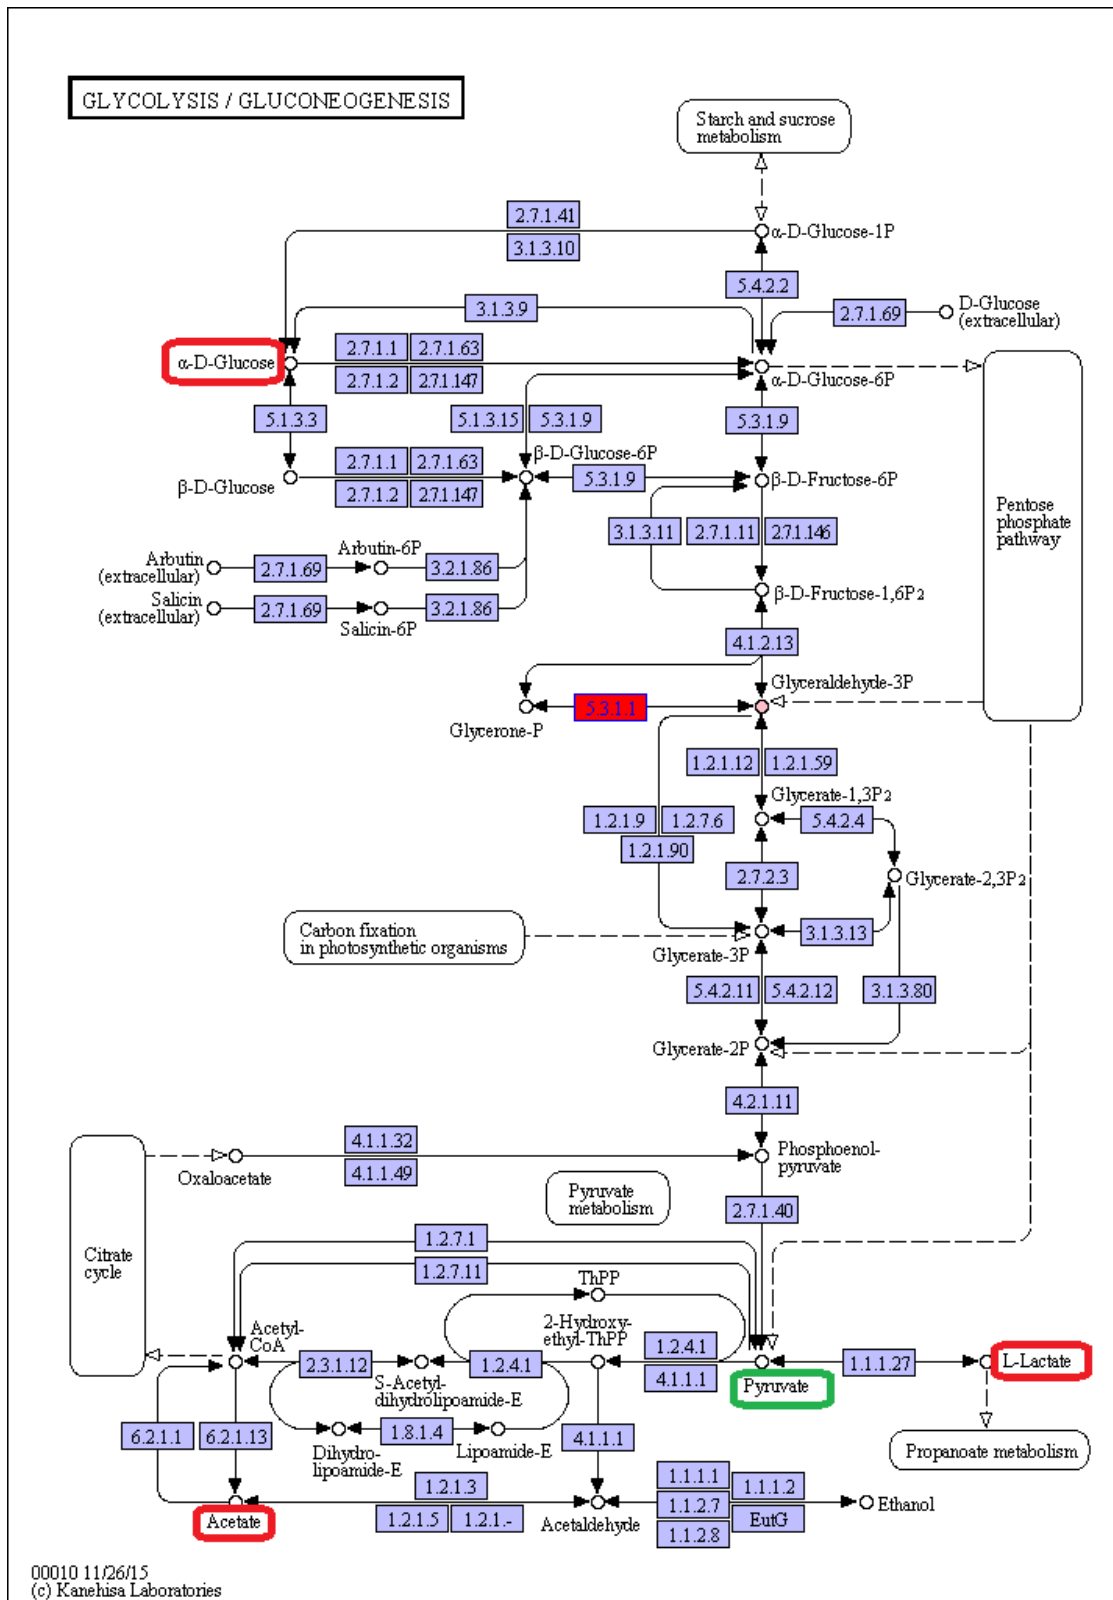 GLYCOLYSIS / GLUCONEOGENESIS
Starch and sucrose
metabolism
2.7.1.41
3.1.3.10
α-D-Glucose-1P
5.4.2.2
3.1.3.9
2.7.1.69
D-Glucose
(extracellular)
α-D-Glucose
2.7.1.1
2.7.1.63
2.7.1.2
2.7.1.147
α-D-Glucose-6P
5.1.3.3
5.1.3.15
5.3.1.9
5.3.1.9
β-D-Glucose
2.7.1.1
2.7.1.63
2.7.1.2
2.7.1.147
β-D-Glucose-6P
5.3.1.9
β-D-Fructose-6P
Pentose
phosphate
pathway
3.1.3.11
2.7.1.11
2.7.1.146
Arbutin
(extracellular)
2.7.1.69
Arbutin-6P
3.2.1.86
Salicin
(extracellular)
2.7.1.69
Salicin-6P
3.2.1.86
β-D-Fructose-1,6P2
4.1.2.13
Glyceraldehyde-3P
Glycerone-P
5.3.1.1
1.2.1.12
1.2.1.59
Glycerate-1,3P2
1.2.1.9
1.2.7.6
1.2.1.90
5.4.2.4
2.7.2.3
Glycerate-2,3P2
Carbon fixation
in photosynthetic organisms
Glycerate-3P
3.1.3.13
5.4.2.11
5.4.2.12
3.1.3.80
Glycerate-2P
4.2.1.11
Oxaloacetate
4.1.1.32
4.1.1.49
Phosphoenol-
pyruvate
Pyruvate
metabolism
2.7.1.40
Citrate
cycle
1.2.7.1
1.2.7.11
ThPP
Acetyl-
CoA
2-Hydroxy-
ethyl-ThPP
2.3.1.12
S-Acetyl-
dihydrolipoamide-E
1.2.4.1
1.2.4.1
4.1.1.1
Pyruvate
1.1.1.27
L-Lactate
6.2.1.1
6.2.1.13
Dihydro-
lipoamide-E
1.8.1.4
Lipoamide-E
4.1.1.1
Propanoate metabolism
Acetate
1.2.1.3
1.2.1.5
1.2.1.-
Acetaldehyde
1.1.1.1
1.1.2.7
1.1.2.8
1.1.1.2
EutG
Ethanol
00010 11/26/15
(c) Kanehisa Laboratories